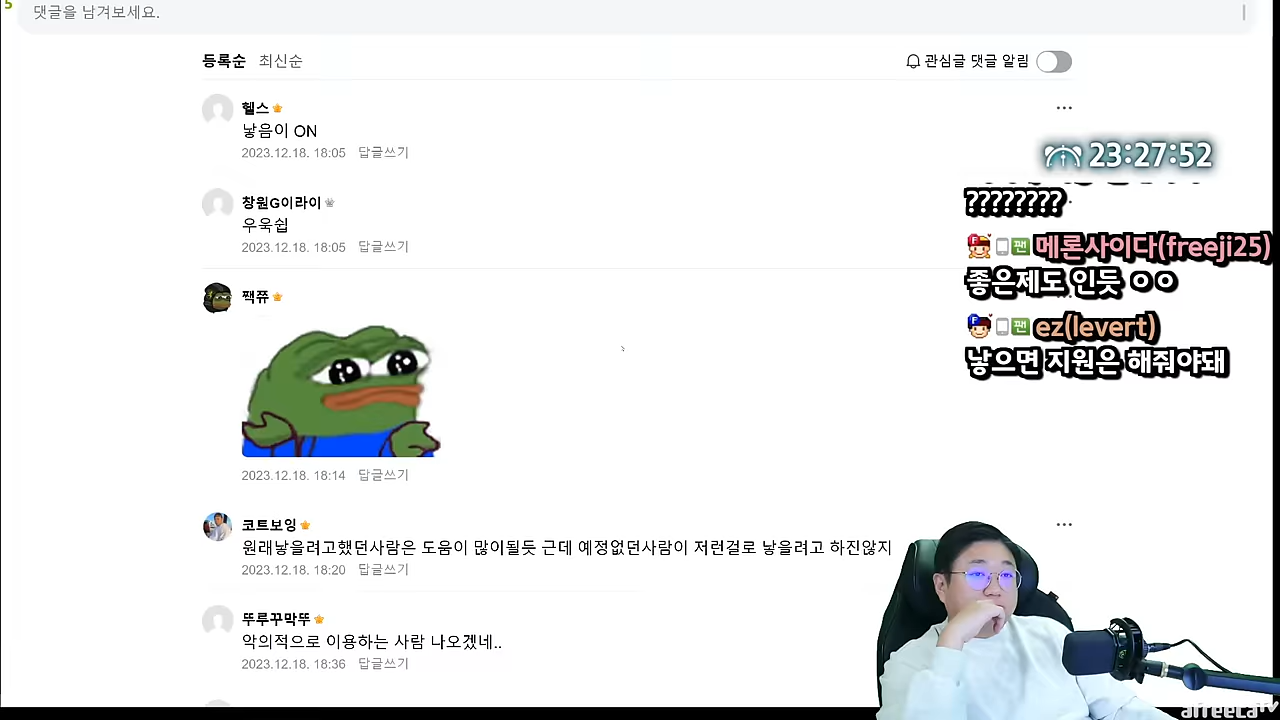 5
댓글을 남겨보세요.
등록순 최신순
관심글 댓글 알림
헬스
낳음이 ON
2023.12.18. 18:05 답글쓰기
23:27:52
창원G이라이
우욱쉽
2023.12.18. 18:05 답글쓰기
????????
F 팬 메론사이다(freeji25)
좋은제도 인듯 ㅇㅇ
F 팬 ez(levert)
낳으면 지원은 해줘야돼
짹쮸
2023.12.18. 18:14 답글쓰기
코트보잉
원래낳을려고했던사람은 도움이 많이될듯 근데 예정없던사람이 저런걸로 낳을려고 하진않지
2023.12.18. 18:20 답글쓰기
뚜루꾸막뚜
악의적으로 이용하는 사람 나오겠네..
2023.12.18. 18:36 답글쓰기
afreecaTV